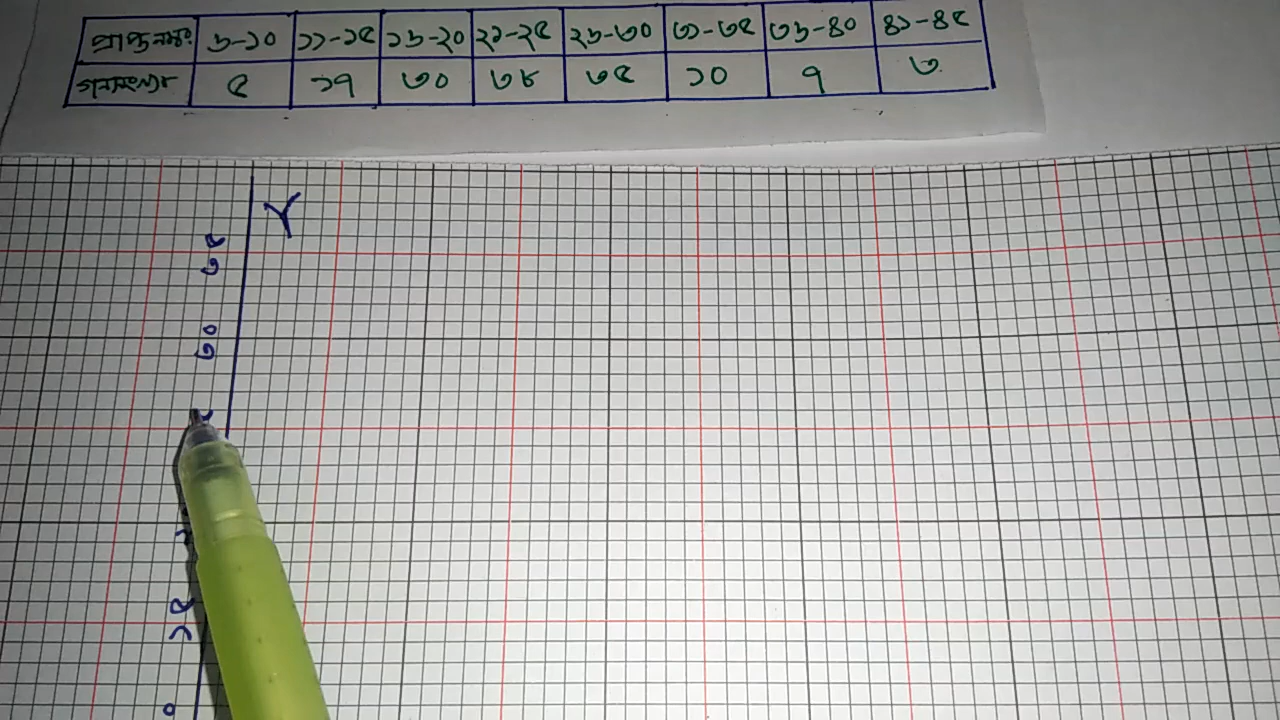 প্রাপ্ত নম্বর: ৬-১০ ১১-১৫ ১৬-২০ ২১-২৫ ২৬-৩০ ৩১-৩৫ ৩৬-৪০ ৪১-৪৫
গণসংখ্যা ৫ ১৭ ৩০ ৩৮ ৩৫ ১০ ৭ ৩
Y
৩৫
৩০
১৫